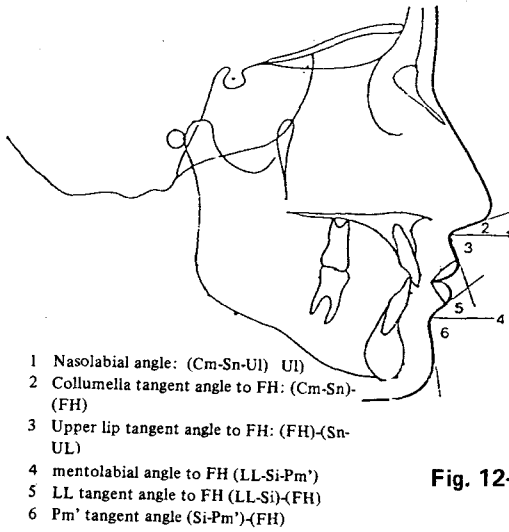 2
1
3
5
4
6
1 Nasolabial angle: (Cm-Sn-Ul) Ul)
2 Collumella tangent angle to FH: (Cm-Sn)-
(FH)
3 Upper lip tangent angle to FH: (FH)-(Sn-
UL)
4 mentolabial angle to FH (LL-Si-Pm')
5 LL tangent angle to FH (LL-Si)-(FH)
6 Pm' tangent angle (Si-Pm')-(FH)
Fig. 12-